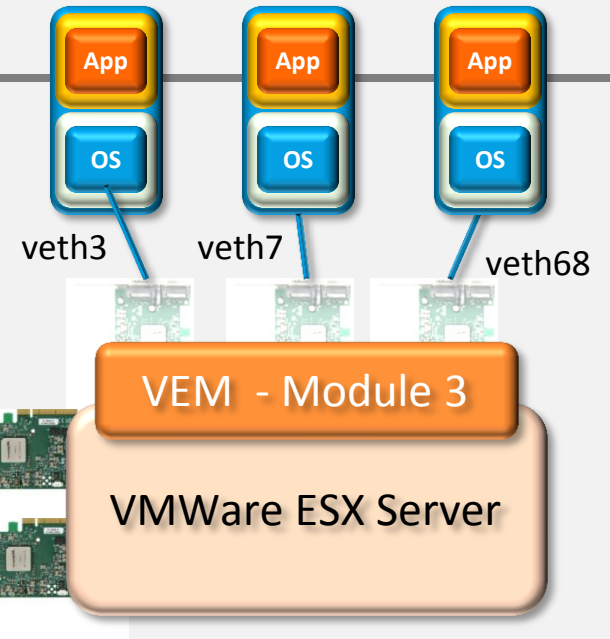 App
App
App
OS
OS
OS
veth3
veth7
veth68
VEM - Module 3
VMWare ESX Server